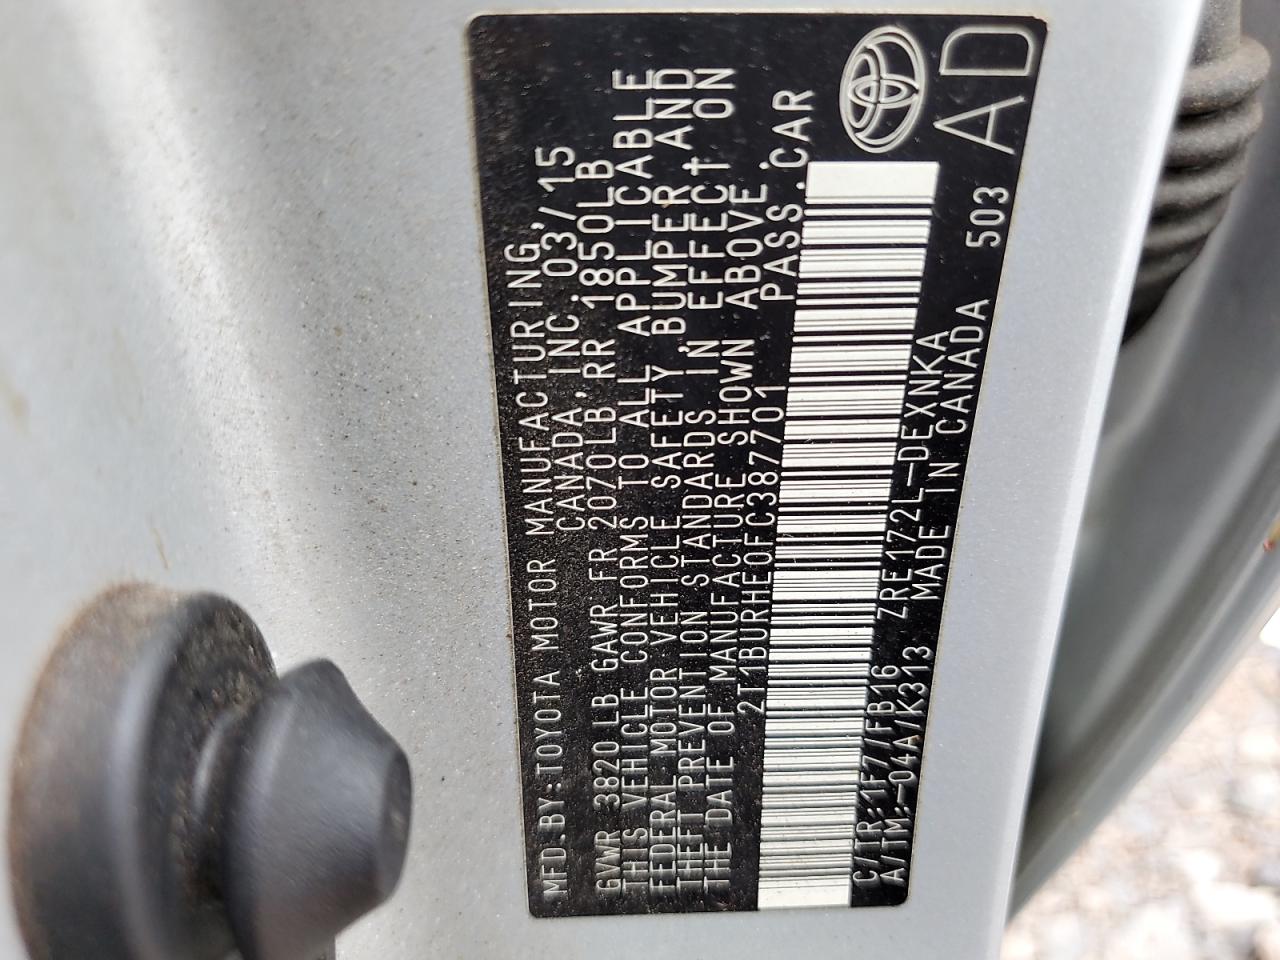 MFD.BY:TOYOTA MOTOR MANUFACTURING,
CANADA,INC. 03/15
GVWR 3820LB GAWR FR 2070LB,RR 1850LB
THIS VEHICLE CONFORMS TO ALL APPLICABLE
FEDERAL MOTOR VEHICLE SAFETY,BUMPER,AND
THEFT PREVENTION STANDARDS IN EFFECT ON
THE DATE OF MANUFACTURE SHOWN ABOVE.
2T1BURHE0FC387701 PASS.CAR
C/TR:1F7/FB16 ZRE172L-DEXNKA
A/TM:-04A/K313 MADE IN CANADA 503
AD